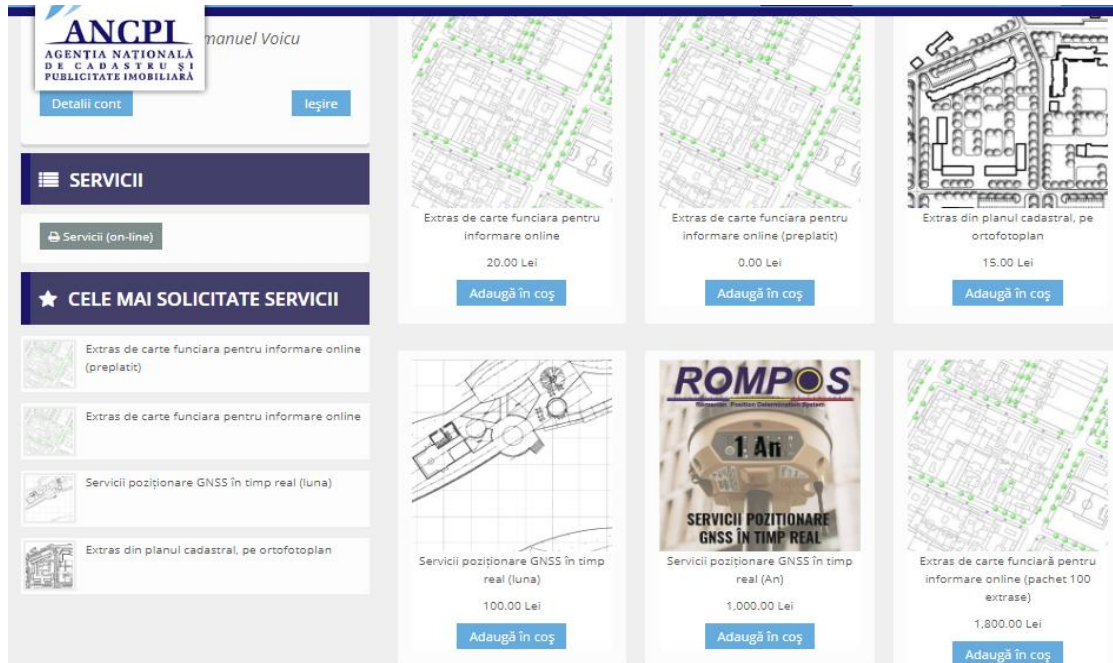 ANCPI
AGENȚIA NAȚIONALĂ
DE CADASTRU ȘI
PUBLICITATE IMOBILIARĂ
manuel Voicu
Detalii cont
Ieșire
SERVICII
Servicii (on-line)
CELE MAI SOLICITATE SERVICII
Extras de carte funciara pentru informare online
(preplatit)
Extras de carte funciara pentru informare online
Servicii poziționare GNSS în timp real (luna)
Extras din planul cadastral, pe ortofotoplan
Extras de carte funciara pentru
informare online
20.00 Lei
Adaugă în coș
Extras de carte funciara pentru
informare online (preplatit)
0.00 Lei
Adaugă în coș
Extras din planul cadastral, pe
ortofotoplan
15.00 Lei
Adaugă în coș
Servicii poziționare GNSS în timp
real (luna)
100.00 Lei
Adaugă în coș
ROMPOS
Romanian Position Determination System
1 An
SERVICII POZITIONARE
GNSS ÎN TIMP REAL
Servicii poziționare GNSS în timp
real (An)
1,000.00 Lei
Adaugă în coș
Extras de carte funciară pentru
informare online (pachet 100
extrase)
1,800.00 Lei
Adaugă în coș